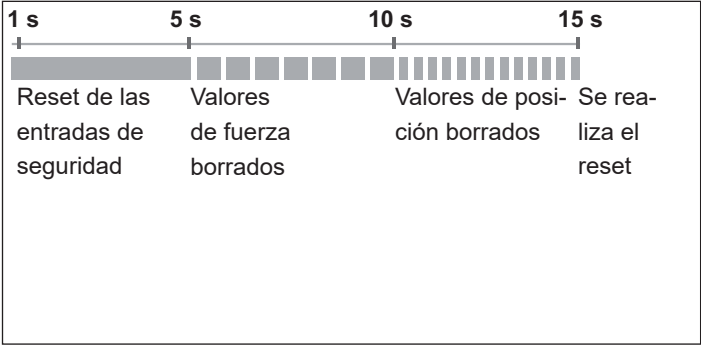 1 s 5 s 10 s 15 s
Reset de las
entradas de
seguridad
Valores
de fuerza
borrados
Valores de posi-
ción borrados
Se rea-
liza el
reset